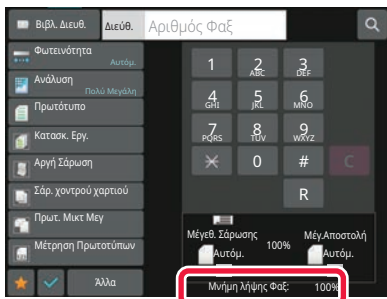 Βιβλ. Διευθ.
Διεύθ.
Αριθμός Φαξ
Φωτεινότητα
Αυτόμ.
Ανάλυση
Πολύ Μεγάλη
Πρωτότυπο
Κατασκ. Εργ.
Αργή Σάρωση
Σάρ. χοντρού χαρτιού
Πρωτ. Μικτ Μεγ
Μέτρηση Πρωτοτύπων
Άλλα
1
2 ABC
3 DEF
4 GHI
5 JKL
6 MNO
7 PQRS
8 TUV
9 WXYZ
0
#
C
R
Μέγεθ. Σάρωσης
Αυτόμ.
100%
Μέγ.Αποστολή
Αυτόμ.
Μνήμη λήψης Φαξ: 100%